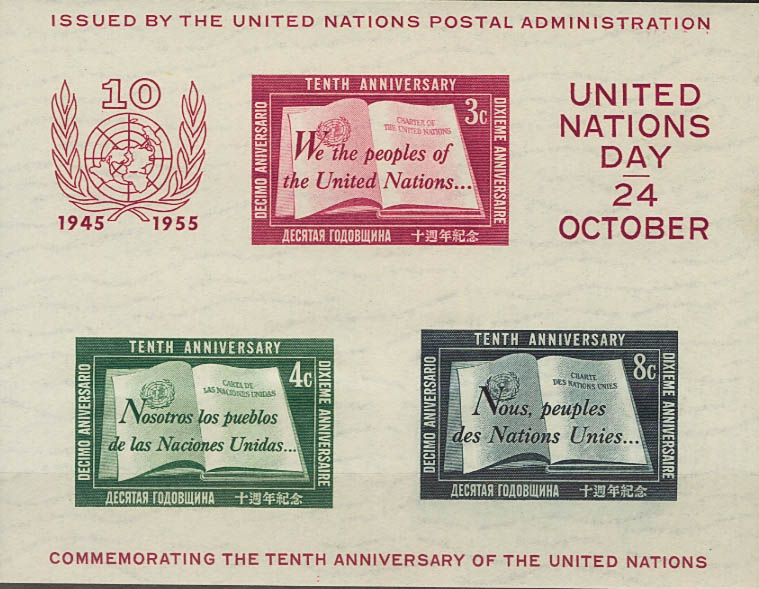 ISSUED BY THE UNITED NATIONS POSTAL ADMINISTRATION
10
1945 1955
TENTH ANNIVERSARY
DECIMO ANIVERSARIO
3c
CHARTER OF
THE UNITED NATIONS
We the peoples of
the United Nations...
DIXIEME ANNIVERSAIRE
ДЕСЯТАЯ ГОДОВЩИНА 十週年紀念
UNITED
NATIONS
DAY
24
OCTOBER
TENTH ANNIVERSARY
DECIMO ANIVERSARIO
4c
CARTA DE
LAS NACIONES UNIDAS
Nosotros los pueblos
de las Naciones Unidas...
DIXIEME ANNIVERSAIRE
ДЕСЯТАЯ ГОДОВЩИНА 十週年紀念
TENTH ANNIVERSARY
DECIMO ANIVERSARIO
8c
CHARTE
DES NATIONS UNIES
Nous, peuples
des Nations Unies...
DIXIEME ANNIVERSAIRE
ДЕСЯТАЯ ГОДОВЩИНА 十週年紀念
COMMEMORATING THE TENTH ANNIVERSARY OF THE UNITED NATIONS